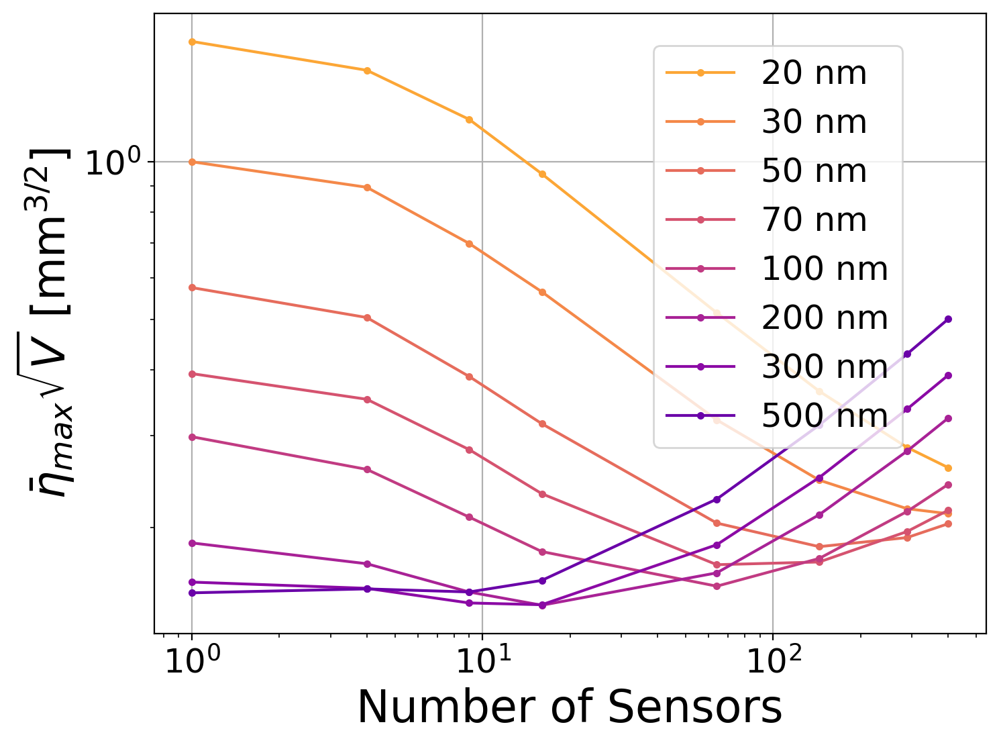 η̄_max√V [mm^3/2]
10^0
20 nm
30 nm
50 nm
70 nm
100 nm
200 nm
300 nm
500 nm
10^0 10^1 10^2
Number of Sensors